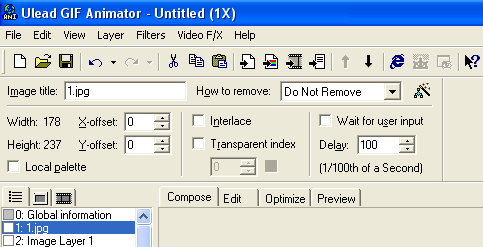 Ulead GIF Animator - Untitled (1X)
File Edit View Layer Filters Video F/X Help
Image title: 1.jpg How to remove: Do Not Remove
Width: 178 X-offset: 0 Interlace Wait for user input
Height: 237 Y-offset: 0 Transparent index Delay: 100
Local palette 0 (1/100th of a Second)
Compose Edit Optimize Preview
0: Global information
1: 1.jpg
2: Image Layer 1